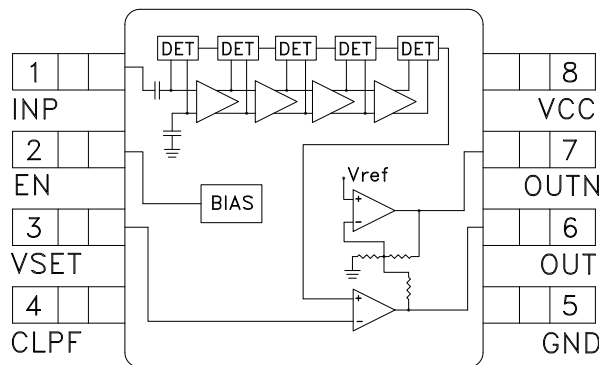 DET DET DET DET DET
1
INP
2
EN
3
VSET
4
CLPF
BIAS
Vref
+
−
+
−
8
VCC
7
OUTN
6
OUT
5
GND